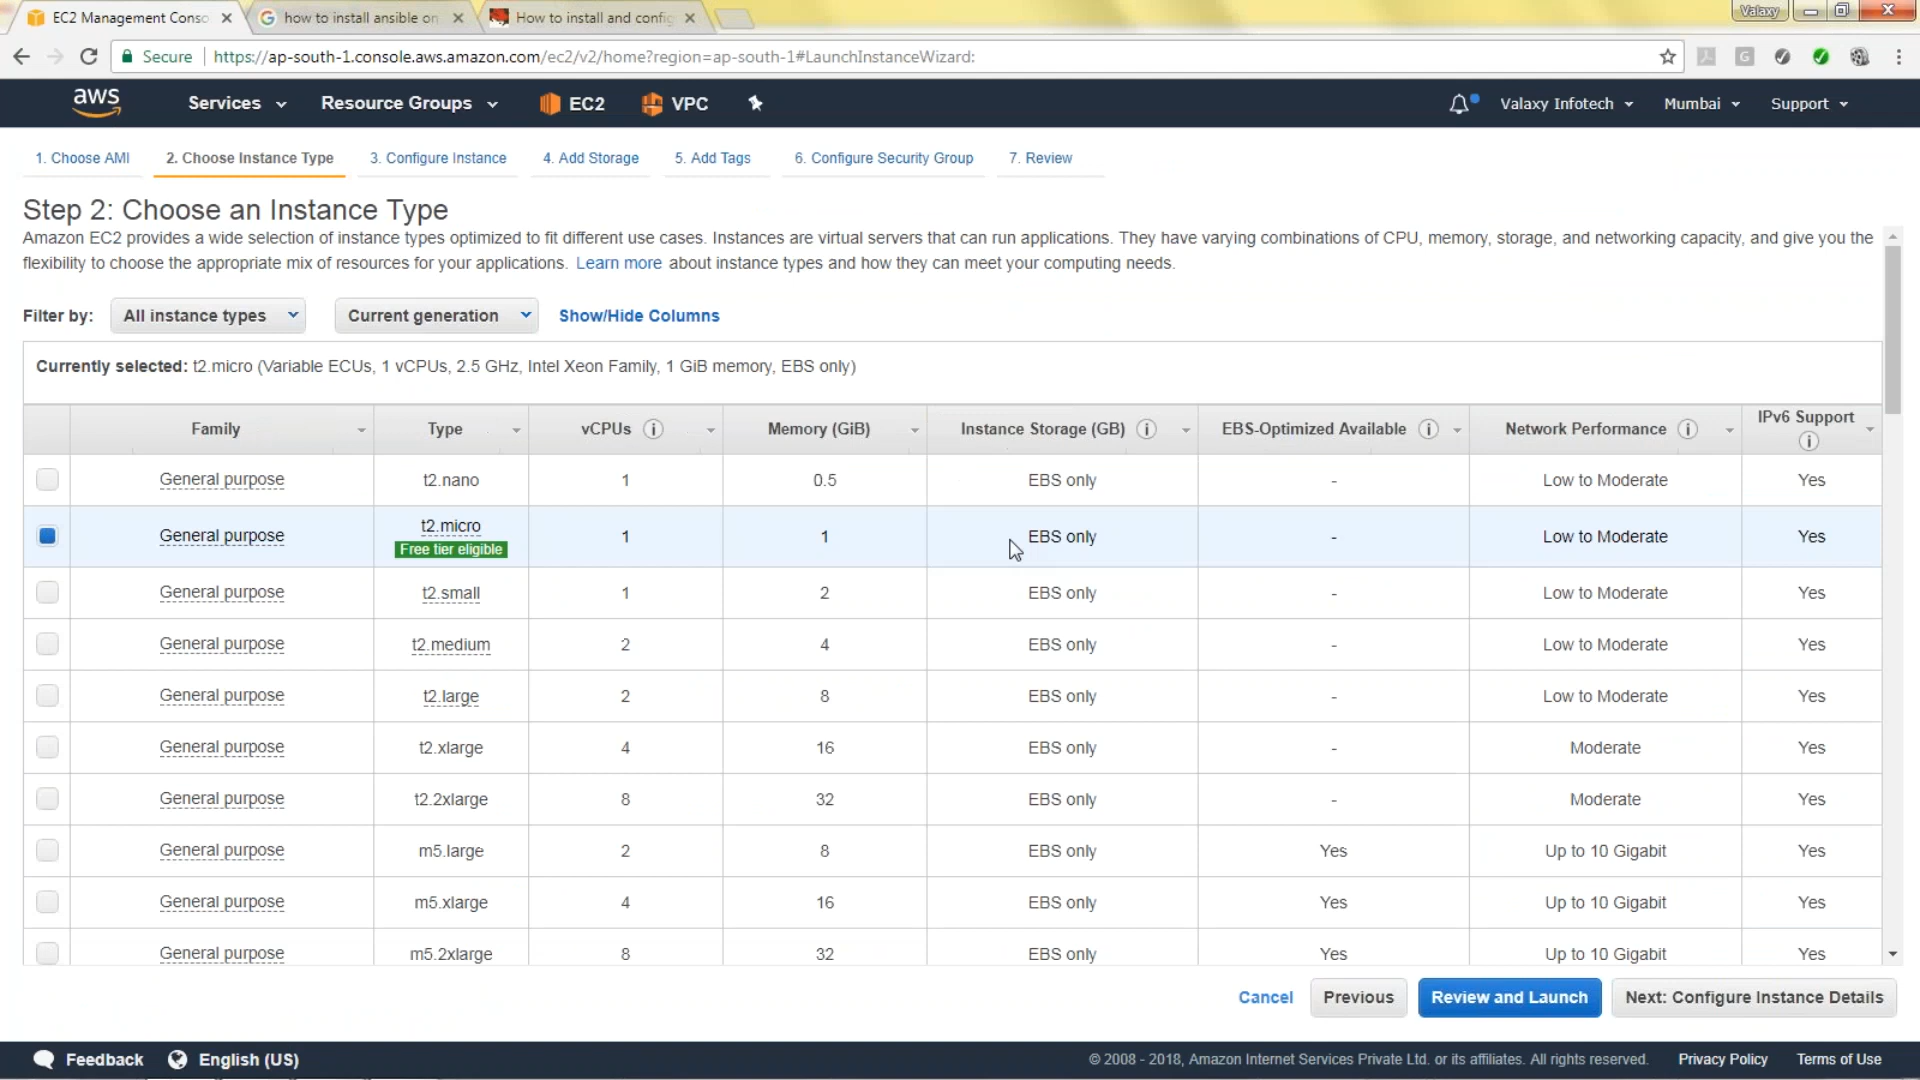 EC2 Management Conso
how to install ansible on
How to install and config
Valaxy
Secure
https://ap-south-1.console.aws.amazon.com/ec2/v2/home?region=ap-south-1#LaunchInstanceWizard:
aws
Services
Resource Groups
EC2
VPC
Valaxy Infotech
Mumbai
Support
1. Choose AMI
2. Choose Instance Type
3. Configure Instance
4. Add Storage
5. Add Tags
6. Configure Security Group
7. Review
Step 2: Choose an Instance Type
Amazon EC2 provides a wide selection of instance types optimized to fit different use cases. Instances are virtual servers that can run applications. They have varying combinations of CPU, memory, storage, and networking capacity, and give you the
flexibility to choose the appropriate mix of resources for your applications. Learn more about instance types and how they can meet your computing needs.
Filter by: All instance types Current generation Show/Hide Columns
Currently selected: t2.micro (Variable ECUs, 1 vCPUs, 2.5 GHz, Intel Xeon Family, 1 GiB memory, EBS only)
Family Type vCPUs i Memory (GiB) Instance Storage (GB) i EBS-Optimized Available i Network Performance i IPv6 Support i
General purpose t2.nano 1 0.5 EBS only - Low to Moderate Yes
General purpose t2.micro Free tier eligible 1 1 EBS only - Low to Moderate Yes
General purpose t2.small 1 2 EBS only - Low to Moderate Yes
General purpose t2.medium 2 4 EBS only - Low to Moderate Yes
General purpose t2.large 2 8 EBS only - Low to Moderate Yes
General purpose t2.xlarge 4 16 EBS only - Moderate Yes
General purpose t2.2xlarge 8 32 EBS only - Moderate Yes
General purpose m5.large 2 8 EBS only Yes Up to 10 Gigabit Yes
General purpose m5.xlarge 4 16 EBS only Yes Up to 10 Gigabit Yes
General purpose m5.2xlarge 8 32 EBS only Yes Up to 10 Gigabit Yes
Cancel Previous Review and Launch Next: Configure Instance Details
Feedback English (US) © 2008 - 2018, Amazon Internet Services Private Ltd. or its affiliates. All rights reserved. Privacy Policy Terms of Use